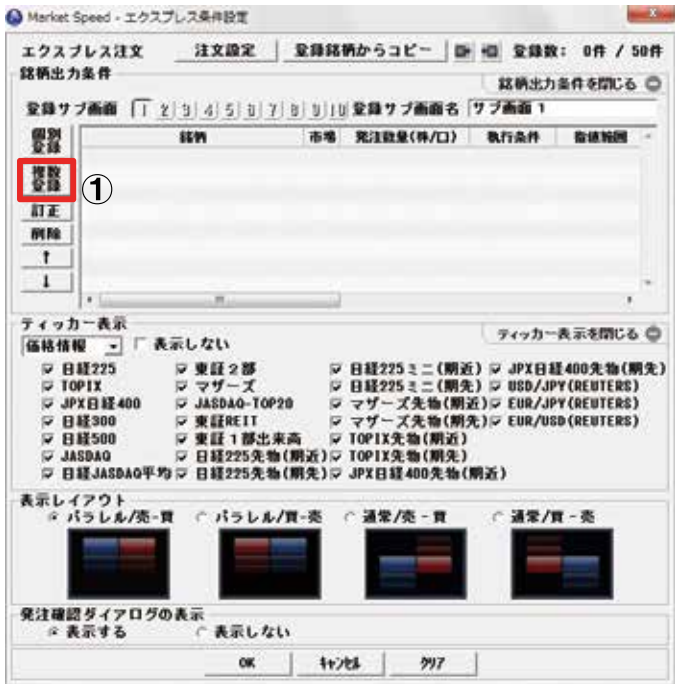 Market Speed - エクスプレス条件設定
エクスプレス注文 注文設定 登録銘柄からコピー 登録数: 0件 / 50件
銘柄出力条件
銘柄出力条件を閉じる
登録サブ画面 1 2 3 4 5 6 7 8 9 10 登録サブ画面名 サブ画面 1
個別登録 銘柄 市場 発注数量(株/口) 執行条件 指値範囲
複数登録 ①
訂正
削除
↑
↓
ティッカー表示
ティッカー表示を閉じる
価格情報 表示しない
日経225 東証2部 日経225ミニ(期近) JPX日経400先物(期先)
TOPIX マザーズ 日経225ミニ(期先) USD/JPY(REUTERS)
JPX日経400 JASDAQ-TOP20 マザーズ先物(期近) EUR/JPY(REUTERS)
日経300 東証REIT マザーズ先物(期先) EUR/USD(REUTERS)
日経500 東証1部出来高 TOPIX先物(期近)
JASDAQ 日経225先物(期近) TOPIX先物(期先)
日経JASDAQ平均 日経225先物(期先) JPX日経400先物(期近)
表示レイアウト
パラレル/売-買 パラレル/買-売 通常/売-買 通常/買-売
発注確認ダイアログの表示
表示する 表示しない
OK キャンセル クリア